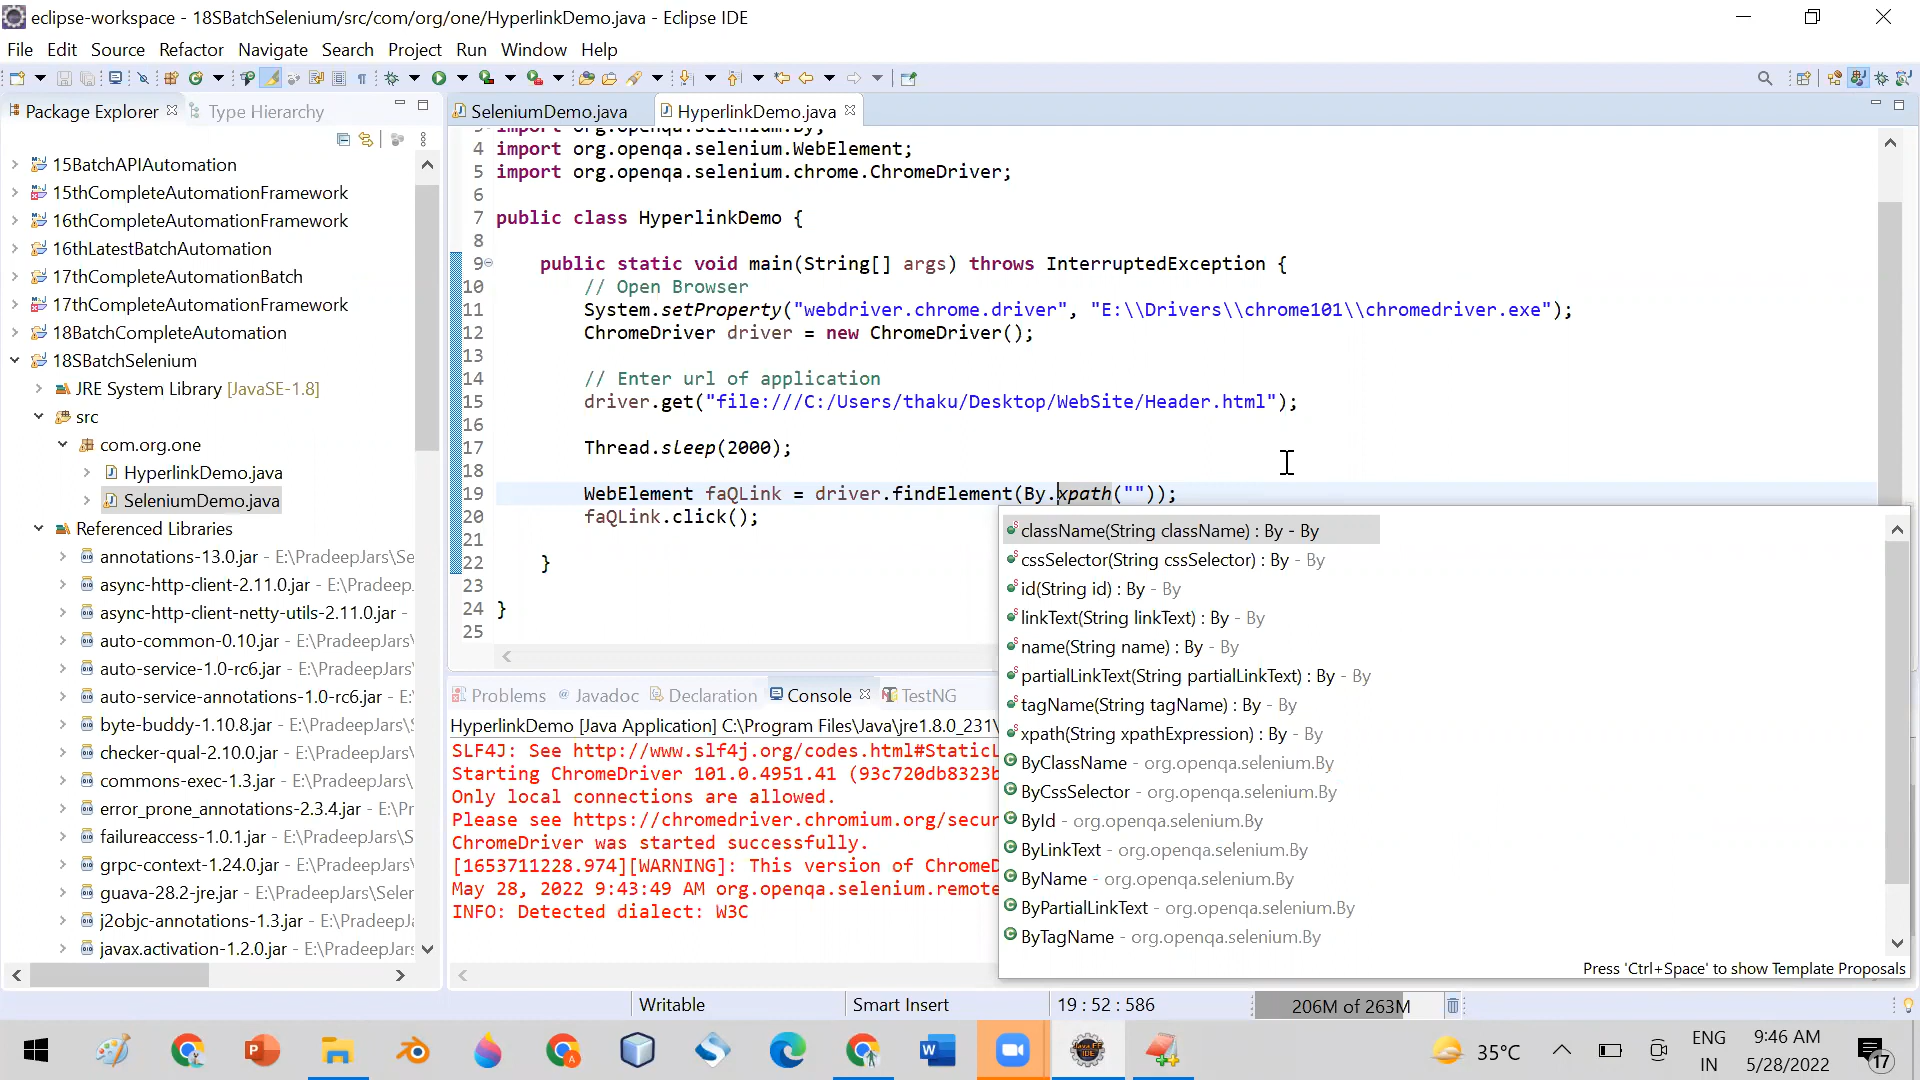 eclipse-workspace - 18SBatchSelenium/src/com/org/one/HyperlinkDemo.java - Eclipse IDE
File Edit Source Refactor Navigate Search Project Run Window Help
Package Explorer Type Hierarchy
15BatchAPIAutomation
15thCompleteAutomationFramework
16thCompleteAutomationFramework
16thLatestBatchAutomation
17thCompleteAutomationBatch
17thCompleteAutomationFramework
18BatchCompleteAutomation
18SBatchSelenium
JRE System Library [JavaSE-1.8]
src
com.org.one
HyperlinkDemo.java
SeleniumDemo.java
Referenced Libraries
annotations-13.0.jar - E:\PradeepJars\Se
async-http-client-2.11.0.jar - E:\Pradeep
async-http-client-netty-utils-2.11.0.jar -
auto-common-0.10.jar - E:\PradeepJars
auto-service-1.0-rc6.jar - E:\PradeepJars
auto-service-annotations-1.0-rc6.jar - E:
byte-buddy-1.10.8.jar - E:\PradeepJars\
checker-qual-2.10.0.jar - E:\PradeepJars
commons-exec-1.3.jar - E:\PradeepJars\
error_prone_annotations-2.3.4.jar - E:\Pr
failureaccess-1.0.1.jar - E:\PradeepJars\S
grpc-context-1.24.0.jar - E:\PradeepJars
guava-28.2-jre.jar - E:\PradeepJars\Seler
j2objc-annotations-1.3.jar - E:\PradeepJ
javax.activation-1.2.0.jar - E:\PradeepJar
SeleniumDemo.java HyperlinkDemo.java
3 import org.openqa.selenium.By;
4 import org.openqa.selenium.WebElement;
5 import org.openqa.selenium.chrome.ChromeDriver;
6
7 public class HyperlinkDemo {
8
9 public static void main(String[] args) throws InterruptedException {
10 // Open Browser
11 System.setProperty("webdriver.chrome.driver", "E:\\Drivers\\chrome101\\chromedriver.exe");
12 ChromeDriver driver = new ChromeDriver();
13
14 // Enter url of application
15 driver.get("file:///C:/Users/thaku/Desktop/WebSite/Header.html");
16
17 Thread.sleep(2000);
18
19 WebElement faQLink = driver.findElement(By.xpath(""));
20 faQLink.click();
21
22 }
23
24 }
25
className(String className) : By - By
cssSelector(String cssSelector) : By - By
id(String id) : By - By
linkText(String linkText) : By - By
name(String name) : By - By
partialLinkText(String partialLinkText) : By - By
tagName(String tagName) : By - By
xpath(String xpathExpression) : By - By
ByClassName - org.openqa.selenium.By
ByCssSelector - org.openqa.selenium.By
ById - org.openqa.selenium.By
ByLinkText - org.openqa.selenium.By
ByName - org.openqa.selenium.By
ByPartialLinkText - org.openqa.selenium.By
ByTagName - org.openqa.selenium.By
Press 'Ctrl+Space' to show Template Proposals
Problems Javadoc Declaration Console TestNG
HyperlinkDemo [Java Application] C:\Program Files\Java\jre1.8.0_231\
SLF4J: See http://www.slf4j.org/codes.html#StaticL
Starting ChromeDriver 101.0.4951.41 (93c720db8323b
Only local connections are allowed.
Please see https://chromedriver.chromium.org/secur
ChromeDriver was started successfully.
[1653711228.974][WARNING]: This version of ChromeD
May 28, 2022 9:43:49 AM org.openqa.selenium.remote
INFO: Detected dialect: W3C
Writable Smart Insert 19 : 52 : 586 206M of 263M
35°C ENG IN 9:46 AM 5/28/2022 17